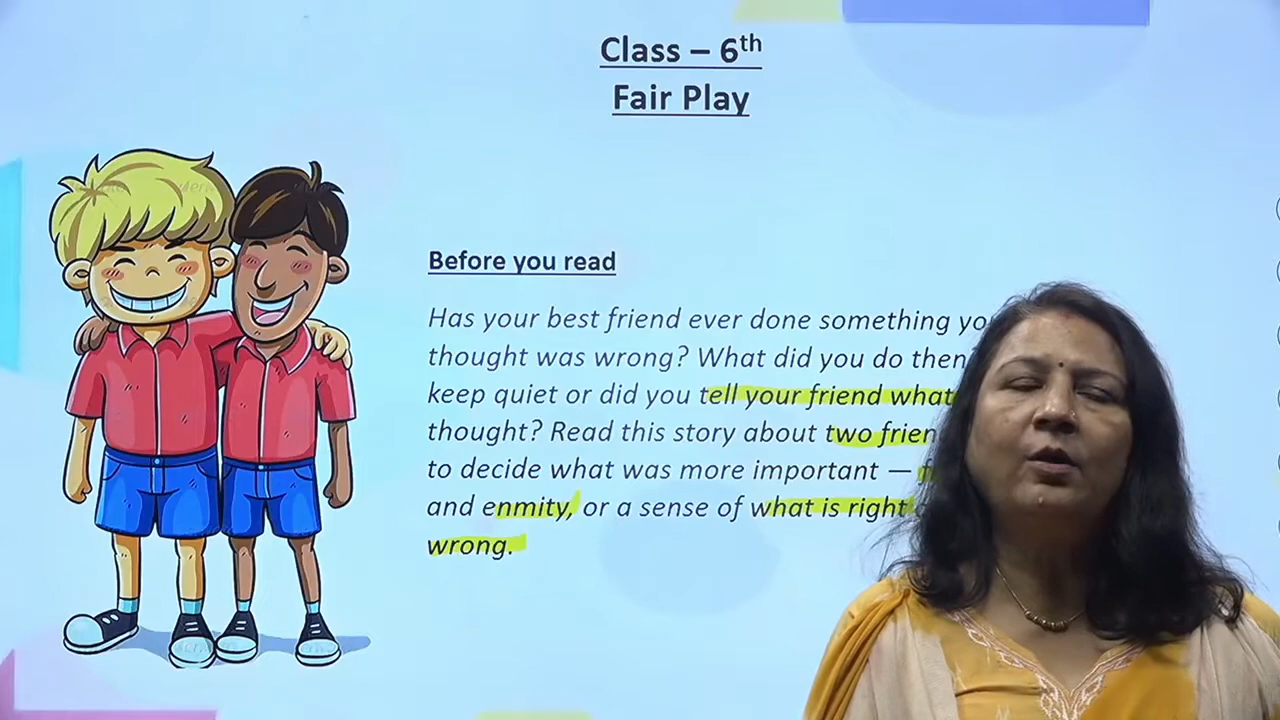 Class – 6th
Fair Play
Before you read
Has your best friend ever done something
thought was wrong? What did you do then?
keep quiet or did you tell your friend what
thought? Read this story about two
to decide what was more important —
and enmity, or a sense of what is right
wrong.